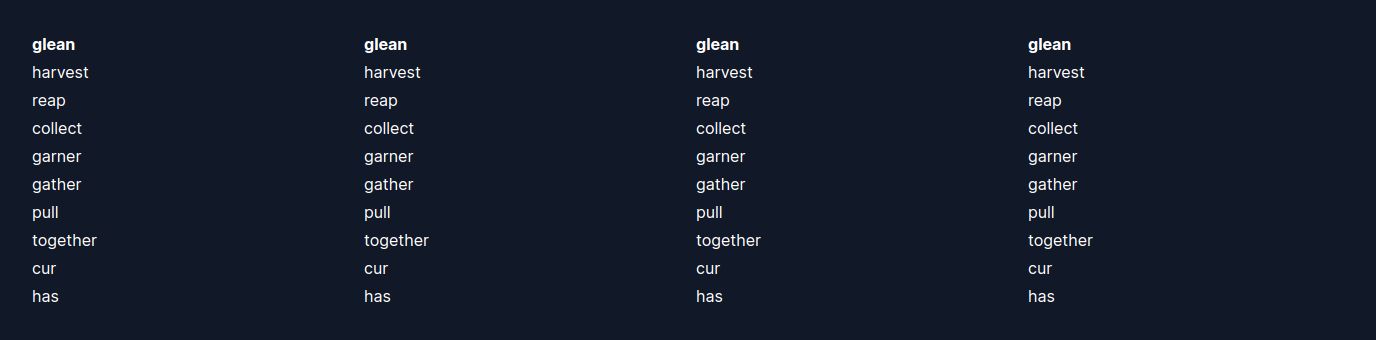 glean
harvest
reap
collect
garner
gather
pull
together
cur
has
glean
harvest
reap
collect
garner
gather
pull
together
cur
has
glean
harvest
reap
collect
garner
gather
pull
together
cur
has
glean
harvest
reap
collect
garner
gather
pull
together
cur
has